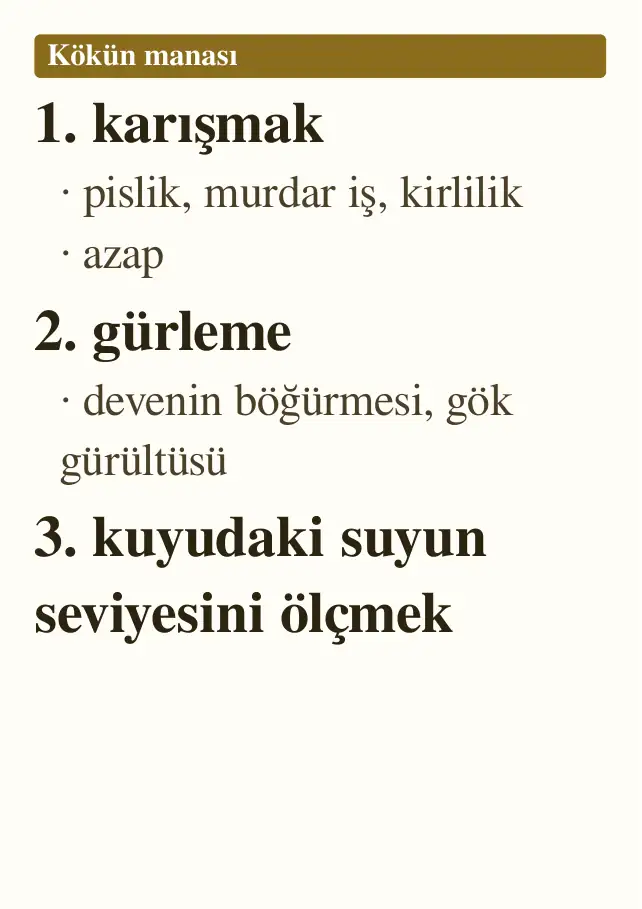 Kökün manası
1. karışmak
· pislik, murdar iş, kirlilik
· azap
2. gürleme
· devenin böğürmesi, gök
gürültüsü
3. kuyudaki suyun
seviyesini ölçmek